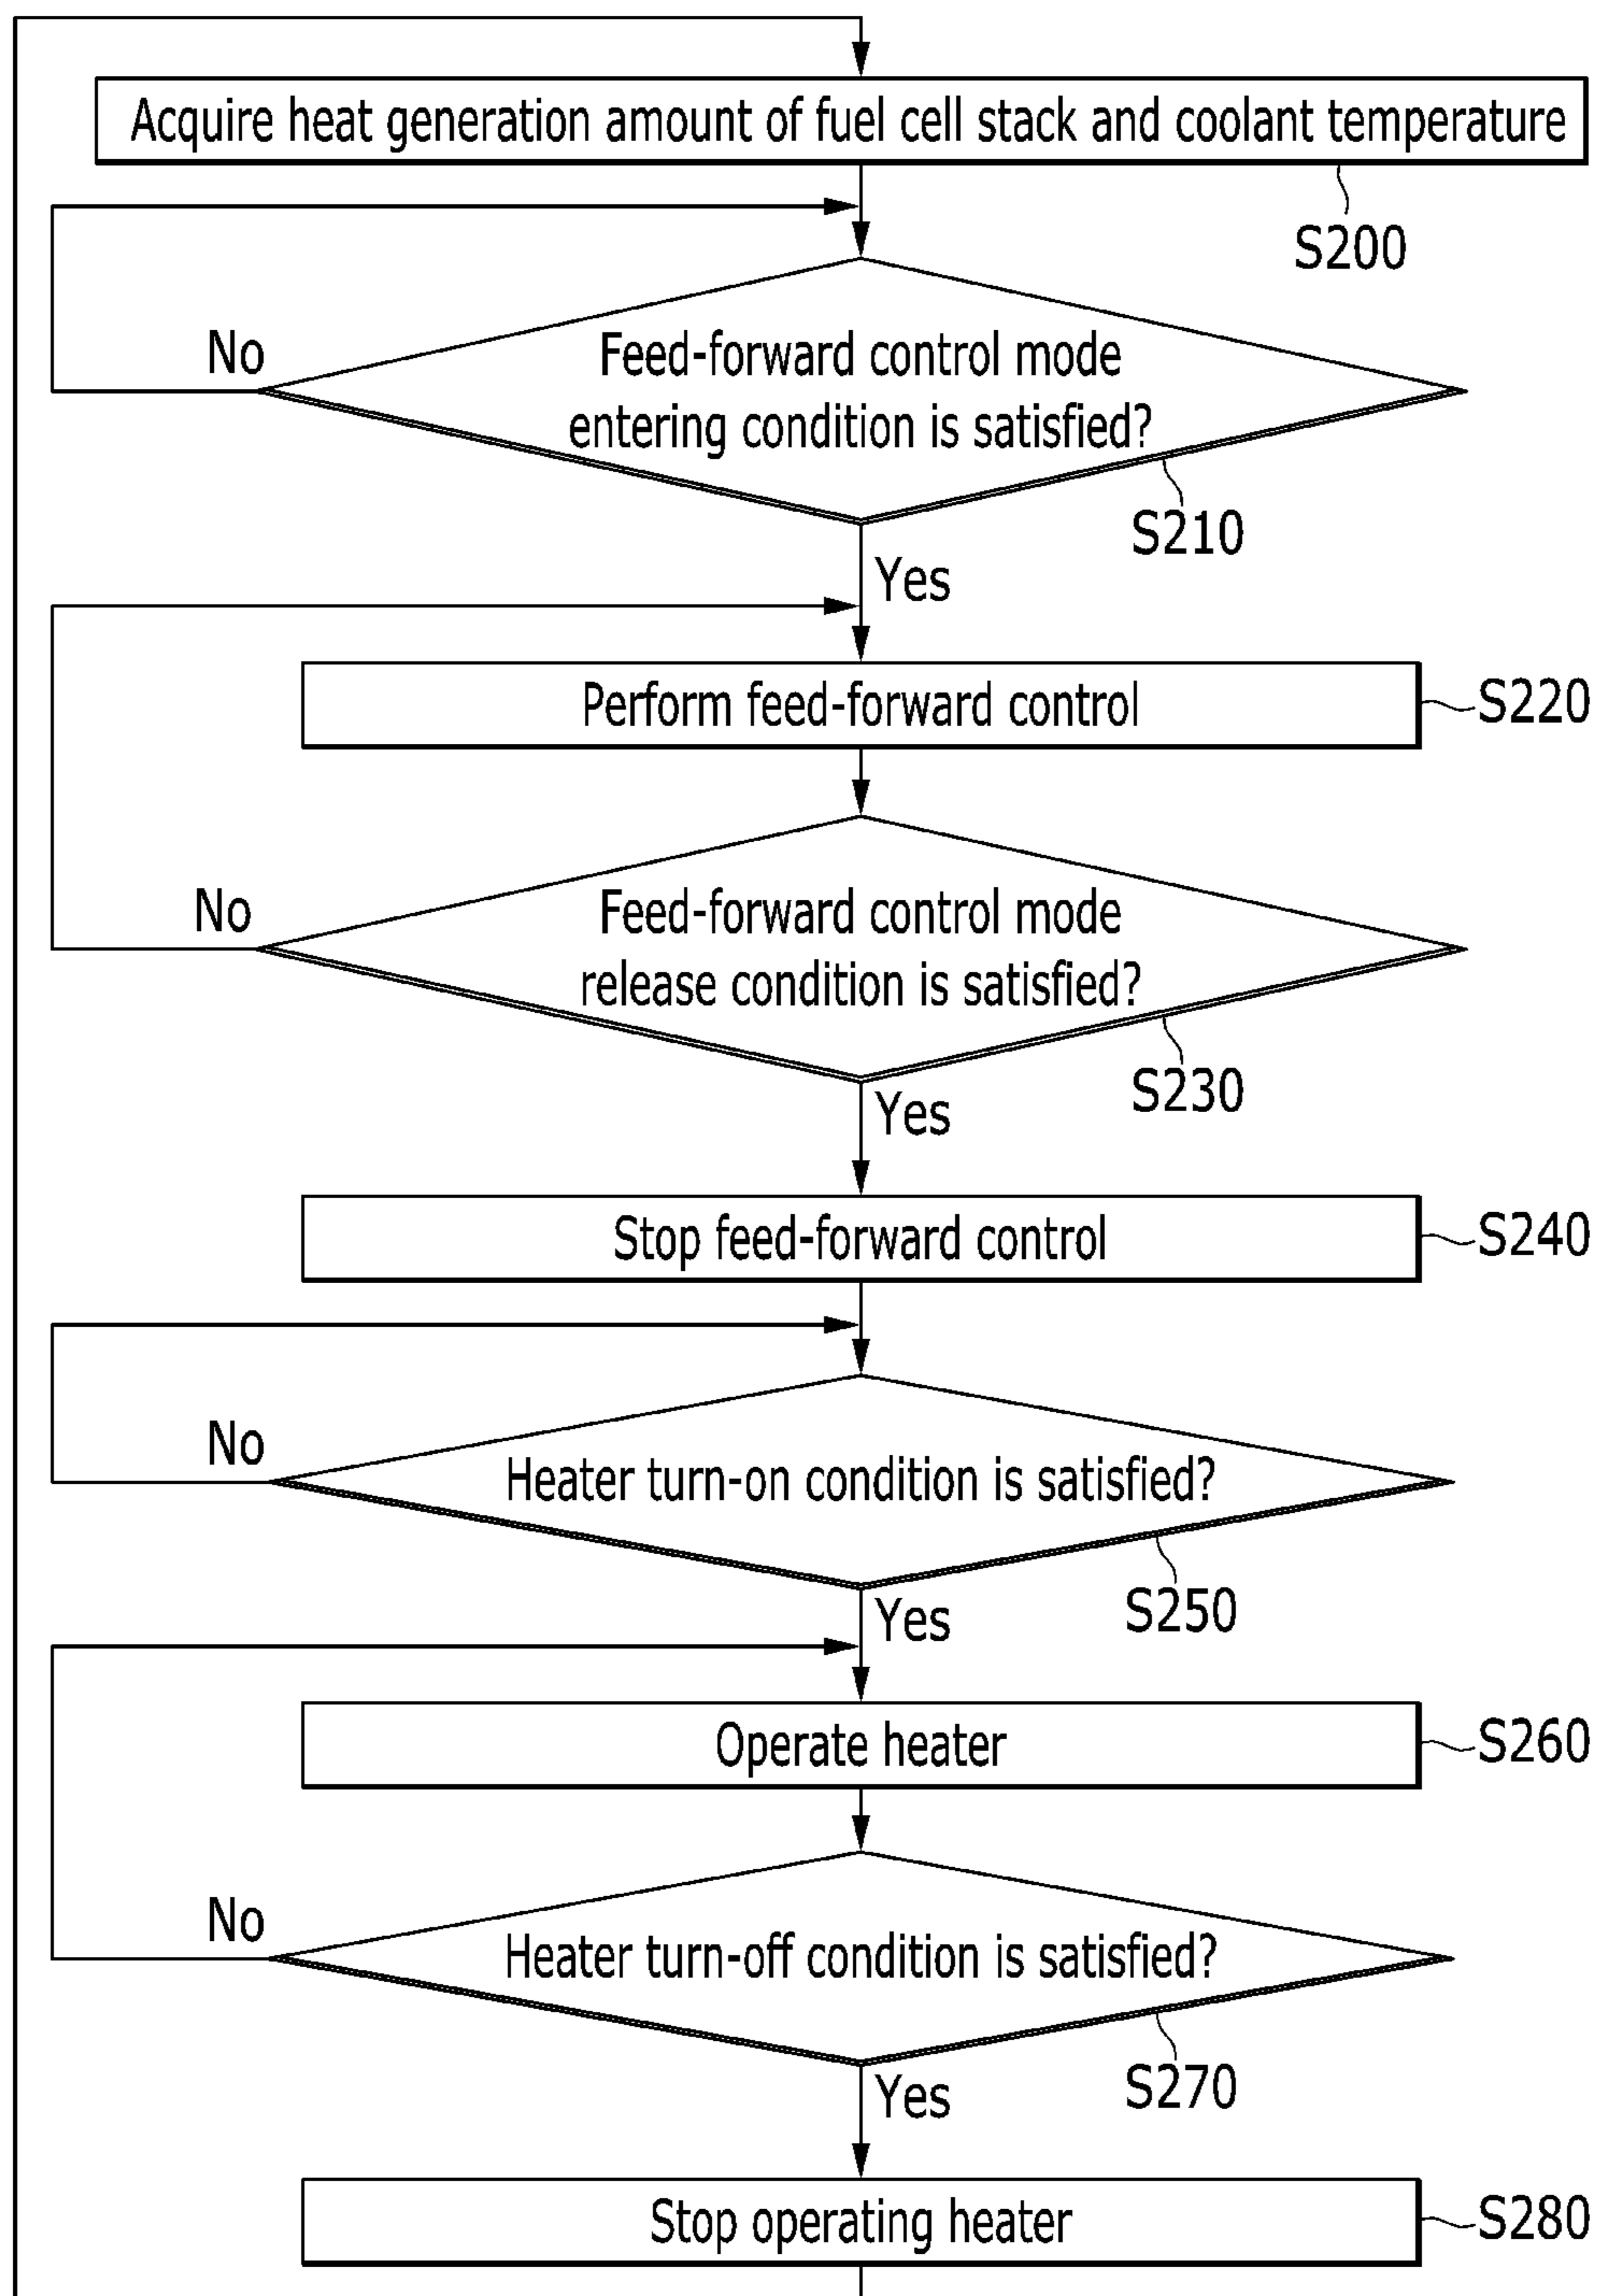 Acquire heat generation amount of fuel cell stack and coolant temperature
S200
No
Feed-forward control mode
entering condition is satisfied?
S210
Yes
Perform feed-forward control
S220
No
Feed-forward control mode
release condition is satisfied?
S230
Yes
Stop feed-forward control
S240
No
Heater turn-on condition is satisfied?
S250
Yes
Operate heater
S260
No
Heater turn-off condition is satisfied?
S270
Yes
Stop operating heater
S280